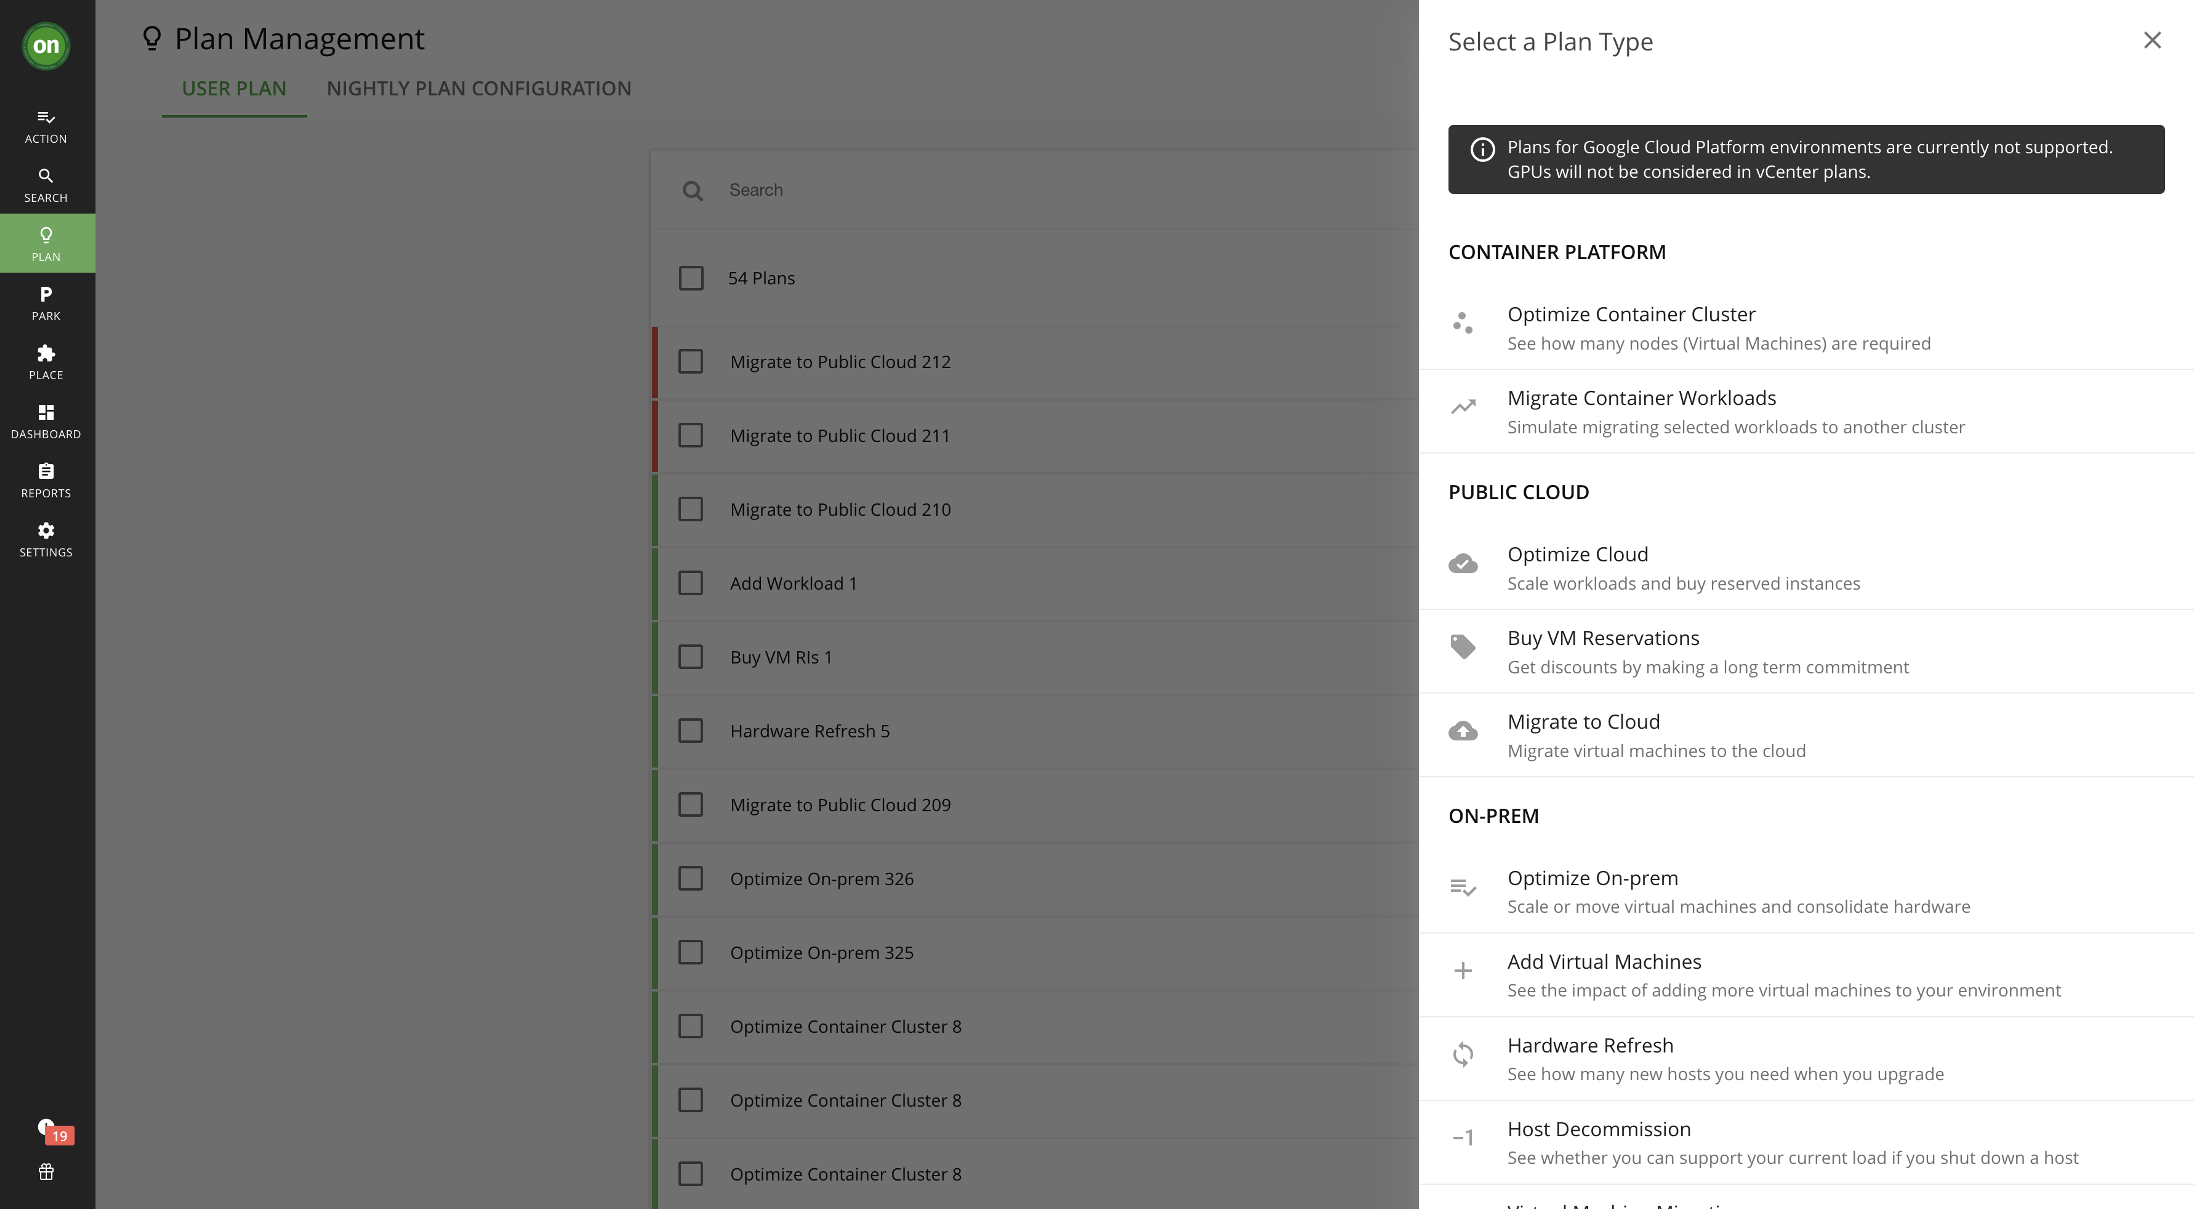 on
ACTION
SEARCH
PLAN
PARK
PLACE
DASHBOARD
REPORTS
SETTINGS
19
Plan Management
USER PLAN
NIGHTLY PLAN CONFIGURATION
Search
54 Plans
Migrate to Public Cloud 212
Migrate to Public Cloud 211
Migrate to Public Cloud 210
Add Workload 1
Buy VM RIs 1
Hardware Refresh 5
Migrate to Public Cloud 209
Optimize On-prem 326
Optimize On-prem 325
Optimize Container Cluster 8
Optimize Container Cluster 8
Optimize Container Cluster 8
Select a Plan Type
Plans for Google Cloud Platform environments are currently not supported.
GPUs will not be considered in vCenter plans.
CONTAINER PLATFORM
Optimize Container Cluster
See how many nodes (Virtual Machines) are required
Migrate Container Workloads
Simulate migrating selected workloads to another cluster
PUBLIC CLOUD
Optimize Cloud
Scale workloads and buy reserved instances
Buy VM Reservations
Get discounts by making a long term commitment
Migrate to Cloud
Migrate virtual machines to the cloud
ON-PREM
Optimize On-prem
Scale or move virtual machines and consolidate hardware
Add Virtual Machines
See the impact of adding more virtual machines to your environment
Hardware Refresh
See how many new hosts you need when you upgrade
−1
Host Decommission
See whether you can support your current load if you shut down a host